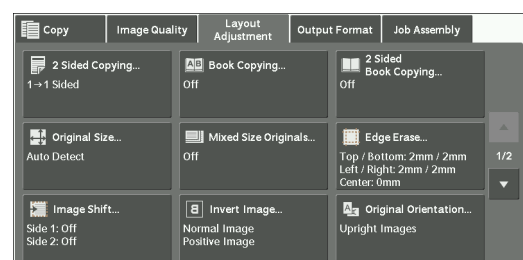 Copy
Image Quality
Layout
Adjustment
Output Format
Job Assembly
2 Sided Copying...
1→1 Sided
A B Book Copying...
Off
2 Sided
Book Copying...
Off
Original Size...
Auto Detect
Mixed Size Originals...
Off
Edge Erase...
Top / Bottom: 2mm / 2mm
Left / Right: 2mm / 2mm
Center: 0mm
1/2
Image Shift...
Side 1: Off
Side 2: Off
Invert Image...
Normal Image
Positive Image
Original Orientation...
Upright Images